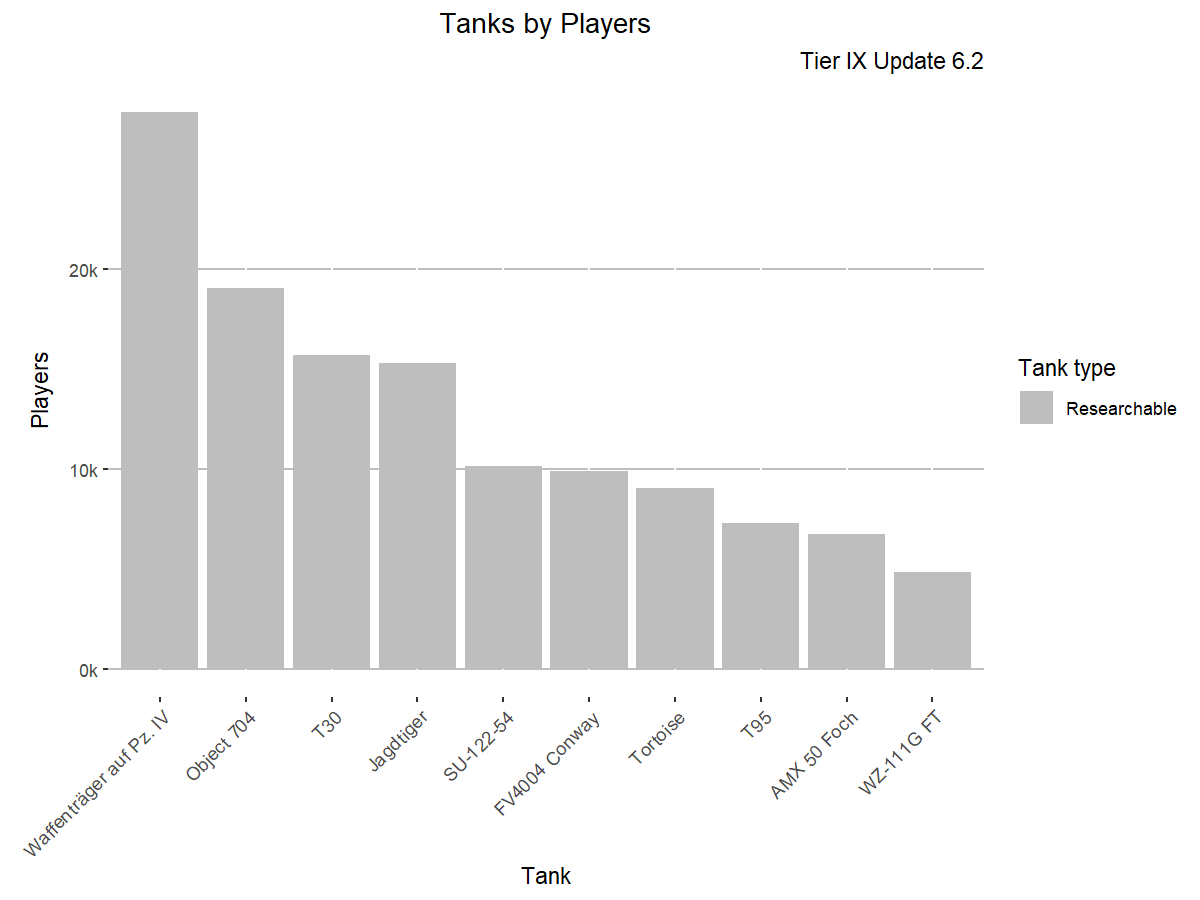 Tanks by Players
Tier IX Update 6.2
20k
10k
0k
Players
Waffenträger auf Pz. IV
Object 704
T30
Jagdtiger
SU-122-54
FV4004 Conway
Tortoise
T95
AMX 50 Foch
WZ-111G FT
Tank
Tank type
Researchable